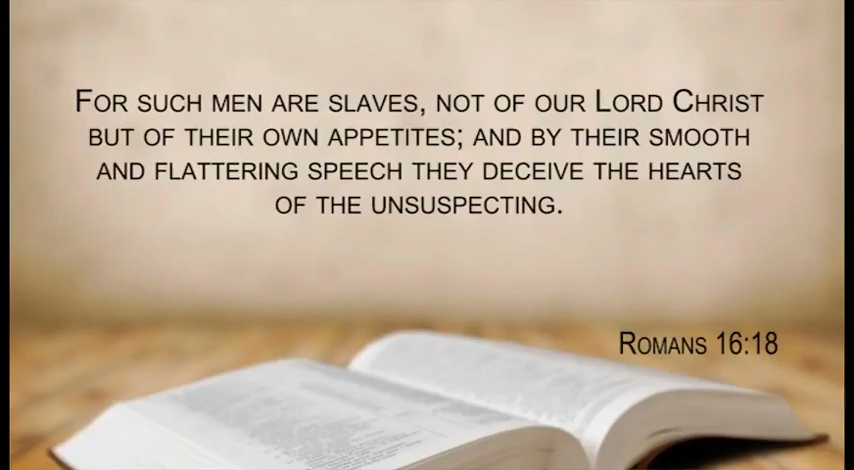 For such men are slaves, not of our Lord Christ
but of their own appetites; and by their smooth
and flattering speech they deceive the hearts
of the unsuspecting.
Romans 16:18